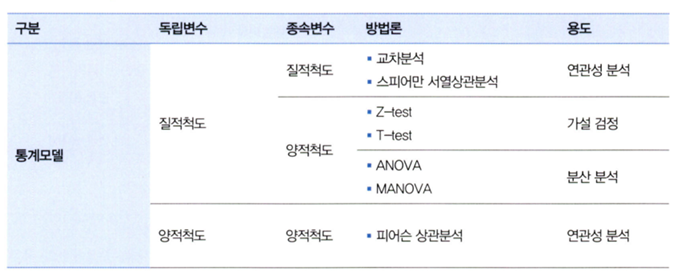 구분 독립변수 종속변수 방법론 용도
질적척도 ▪ 교차분석
▪ 스피어만 서열상관분석 연관성 분석
질적척도 ▪ Z-test
▪ T-test 가설 검정
통계모델 양적척도
▪ ANOVA
▪ MANOVA 분산 분석
양적척도 양적척도 ▪ 피어슨 상관분석 연관성 분석